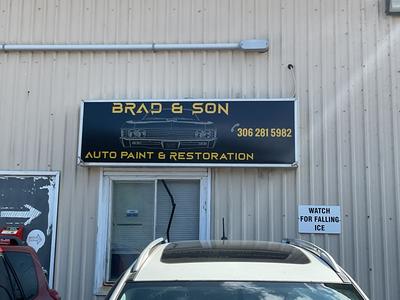 BRAD & SON
306 281 5982
AUTO PAINT & RESTORATION
WATCH
FOR FALLING
ICE